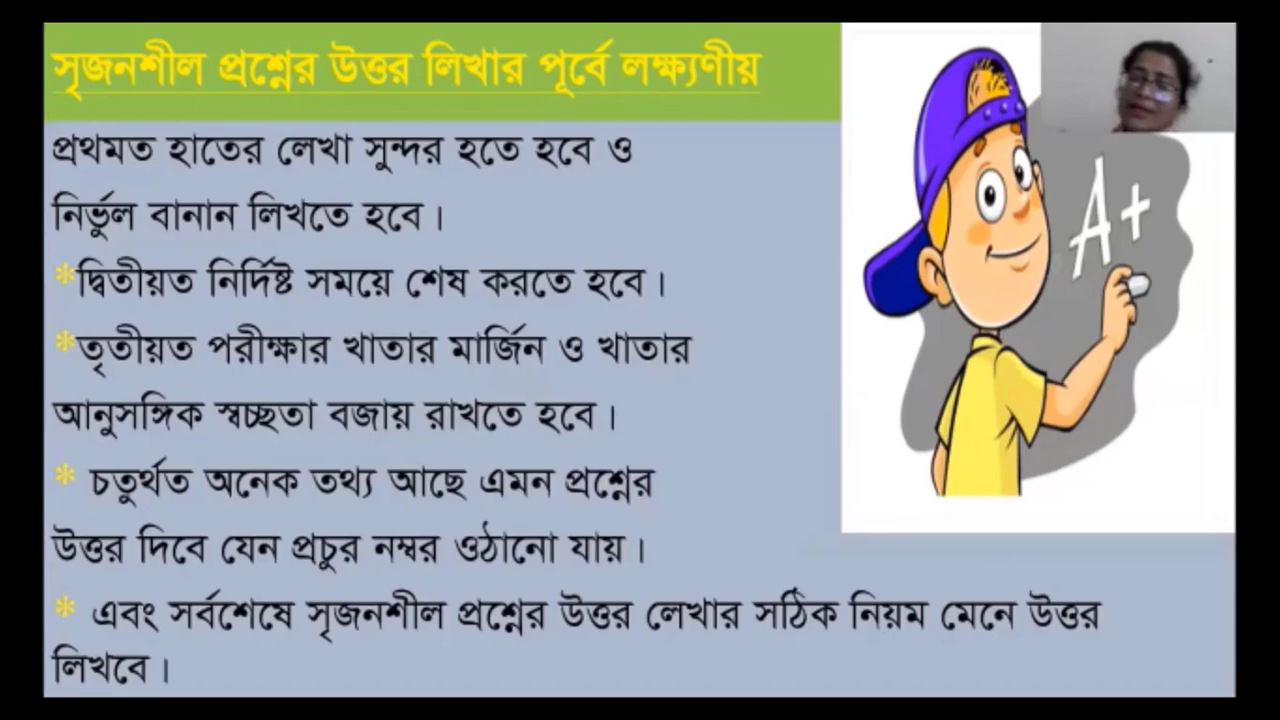 সৃজনশীল প্রশ্নের উত্তর লিখার পূর্বে লক্ষ্যণীয়
প্রথমত হাতের লেখা সুন্দর হতে হবে ও
নির্ভুল বানান লিখতে হবে।
*দ্বিতীয়ত নির্দিষ্ট সময়ে শেষ করতে হবে।
*তৃতীয়ত পরীক্ষার খাতার মার্জিন ও খাতার
আনুসঙ্গিক স্বচ্ছতা বজায় রাখতে হবে।
* চতুর্থত অনেক তথ্য আছে এমন প্রশ্নের
উত্তর দিবে যেন প্রচুর নম্বর ওঠানো যায়।
* এবং সর্বশেষে সৃজনশীল প্রশ্নের উত্তর লেখার সঠিক নিয়ম মেনে উত্তর
লিখবে।
A+